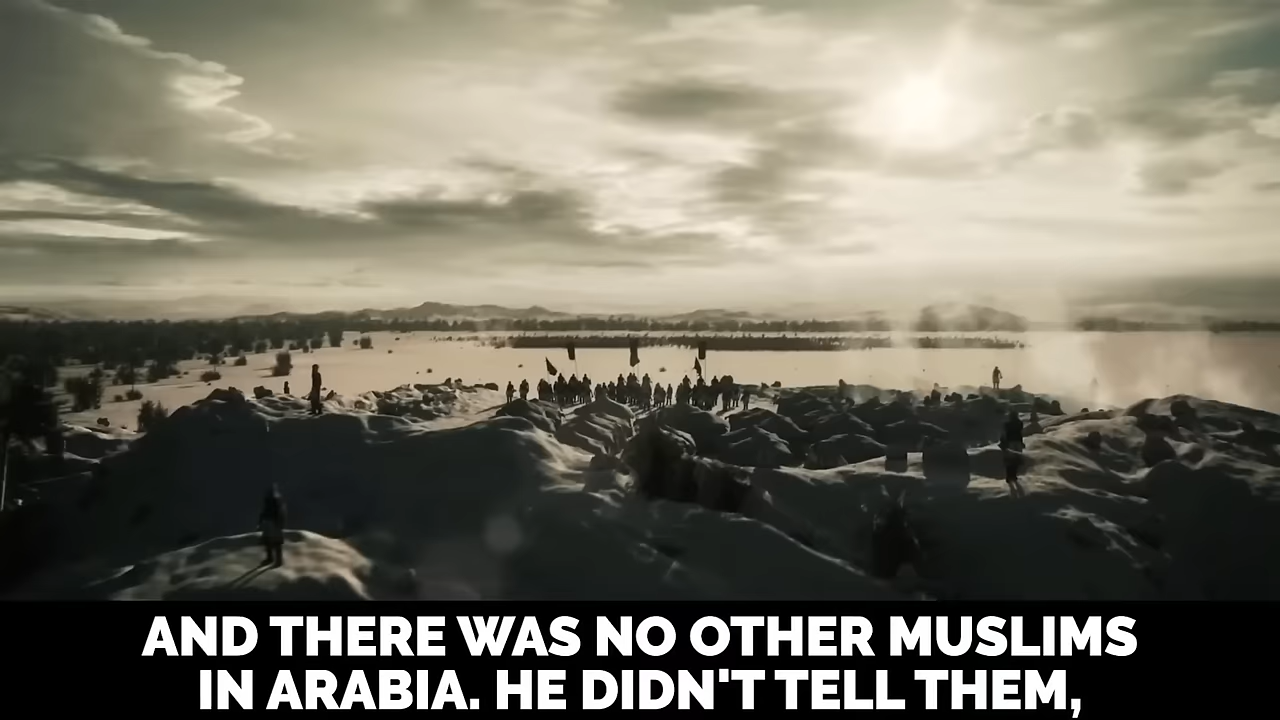 AND THERE WAS NO OTHER MUSLIMS
IN ARABIA. HE DIDN'T TELL THEM,